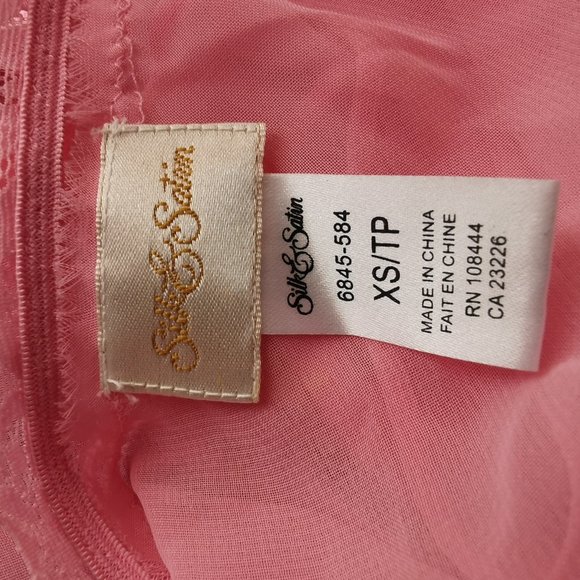 Silk & Satin
Silk & Satin
6845-584
XS/TP
MADE IN CHINA
FAIT EN CHINE
RN 108444
CA 23226